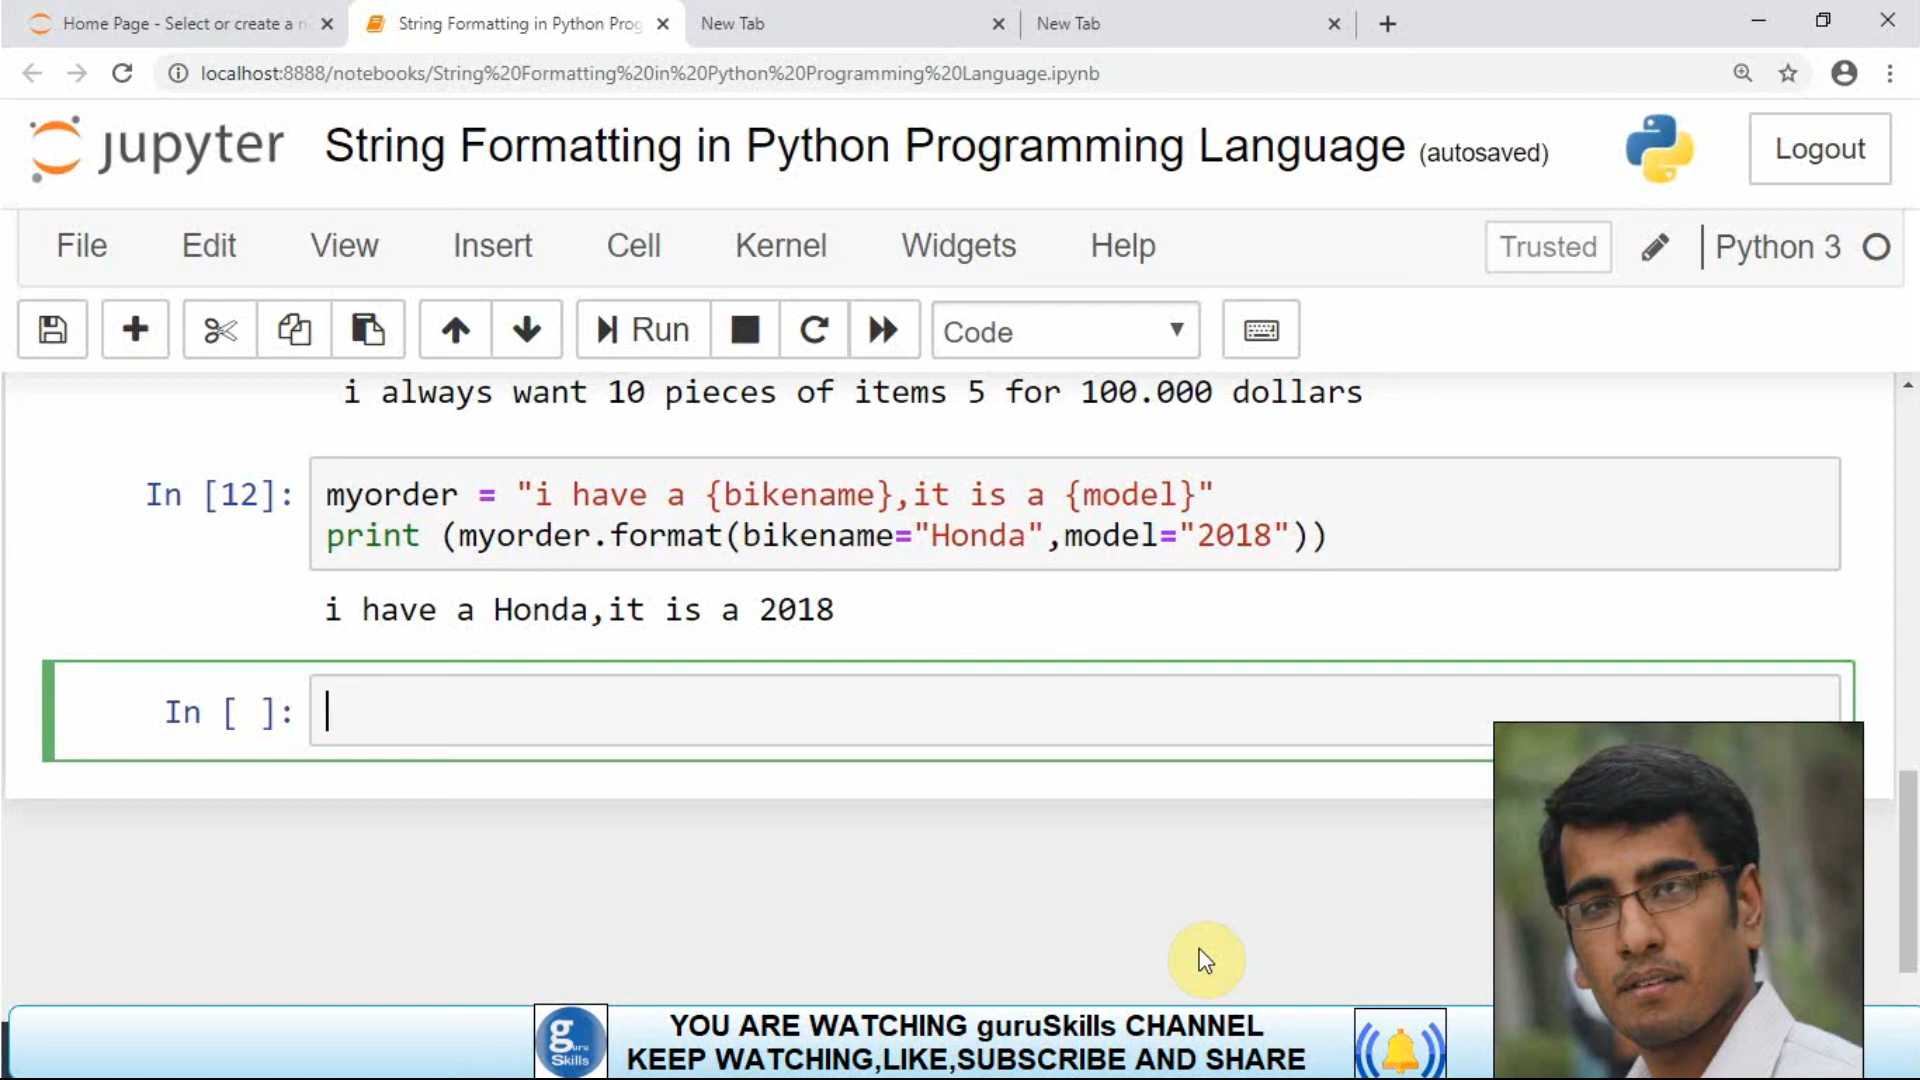 Home Page - Select or create a n
String Formatting in Python Prog
New Tab
New Tab
localhost:8888/notebooks/String%20Formatting%20in%20Python%20Programming%20Language.ipynb
jupyter String Formatting in Python Programming Language (autosaved)
Logout
File Edit View Insert Cell Kernel Widgets Help
Trusted
Python 3
Run
Code
i always want 10 pieces of items 5 for 100.000 dollars
In [12]: myorder = "i have a {bikename},it is a {model}"
print (myorder.format(bikename="Honda",model="2018"))
i have a Honda,it is a 2018
In [ ]:
guru Skills
YOU ARE WATCHING guruSkills CHANNEL
KEEP WATCHING,LIKE,SUBSCRIBE AND SHARE